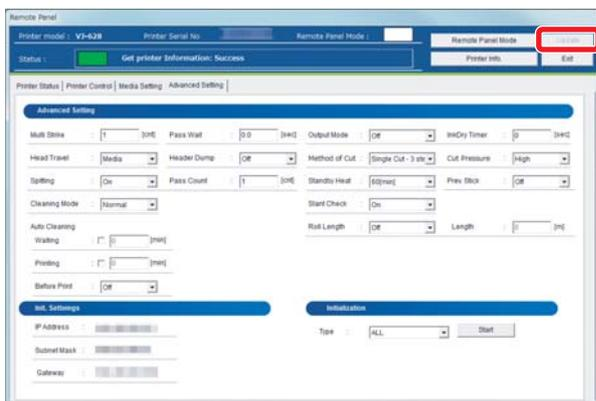 Remote Panel
Printer model : VJ-628 Printer Serial No Remote Panel Mode : Remote Panel Mode Update
Status : Get printer Information: Success Printer Info. Exit
Printer Status Printer Control Media Setting Advanced Setting
Advanced Setting
Multi Strike : 1 [cnt] Pass Wait : 0.0 [sec] Output Mode : Off InkDry Timer : 0 [sec]
Head Travel : Media Header Dump : Off Method of Cut : Single Cut - 3 ste Cut Pressure : High
Spitting : On Pass Count : 1 [cnt] Standby Heat : 60[min] Prev. Stick : Off
Cleaning Mode : Normal Slant Check : On
Auto Cleaning Roll Length : Off Length : 0 [m]
Waiting : 0 [min]
Printing : 0 [min]
Before Print : Off
Init. Settings Initialization
IP Address : Type : ALL Start
Subnet Mask :
Gateway :